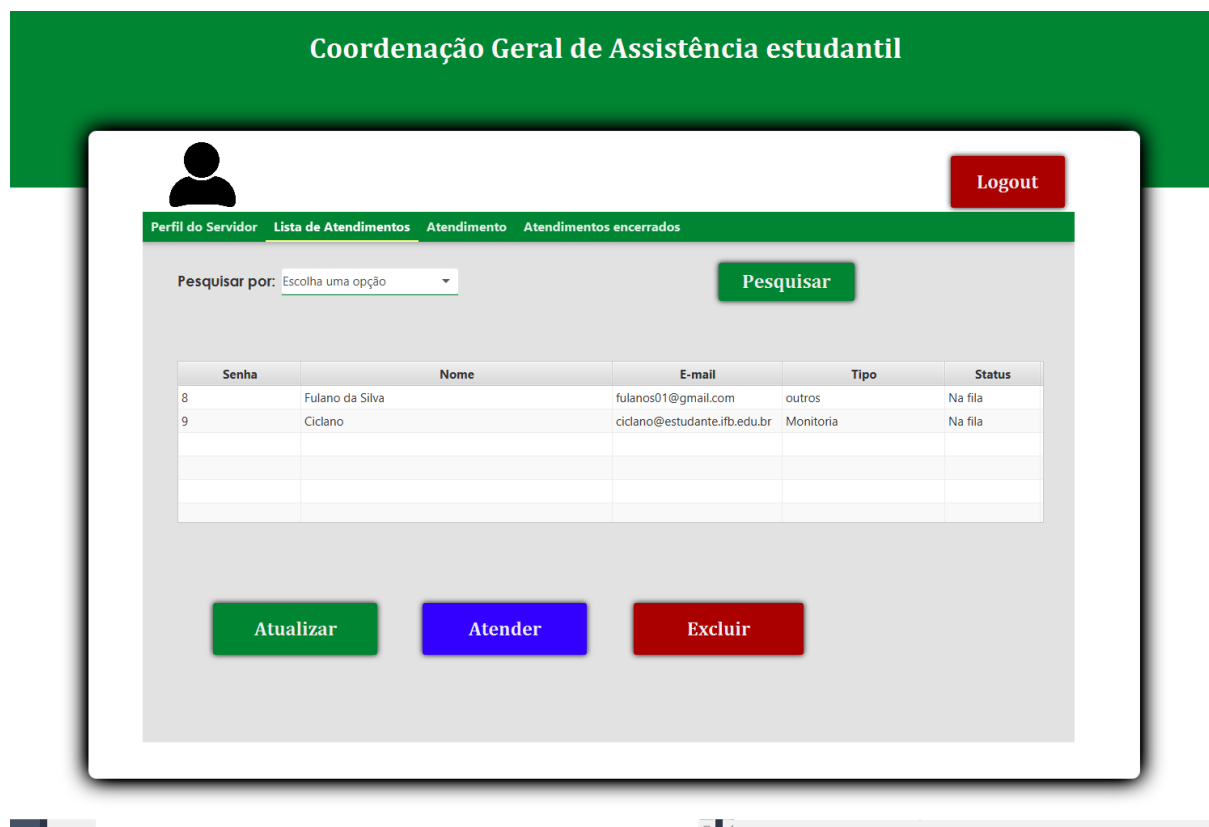 Coordenação Geral de Assistência estudantil
Logout
Perfil do Servidor Lista de Atendimentos Atendimento Atendimentos encerrados
Pesquisar por: Escolha uma opção Pesquisar
Senha Nome E-mail Tipo Status
8 Fulano da Silva fulanos01@gmail.com outros Na fila
9 Ciclano ciclano@estudante.ifb.edu.br Monitoria Na fila
Atualizar Atender Excluir